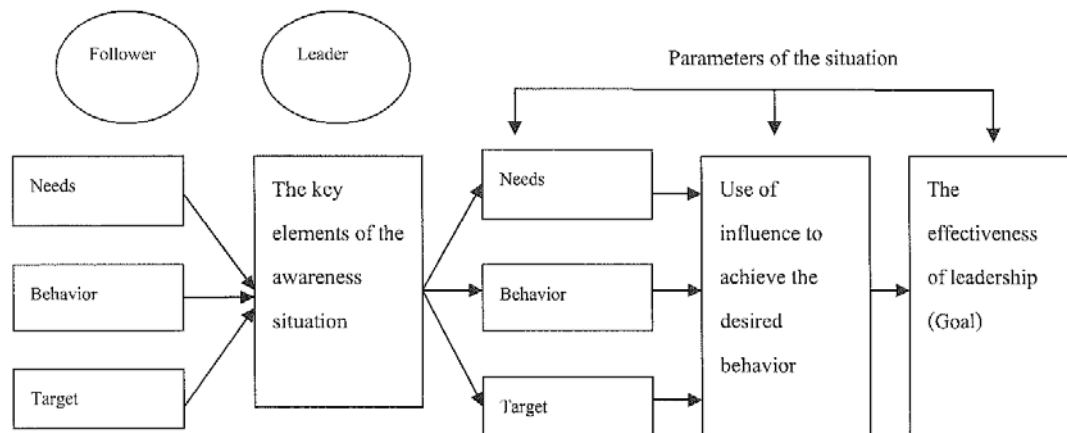 Follower
Leader
Parameters of the situation
Needs
Behavior
Target
The key
elements of the
awareness
situation
Needs
Behavior
Target
Use of
influence to
achieve the
desired
behavior
The
effectiveness
of leadership
(Goal)